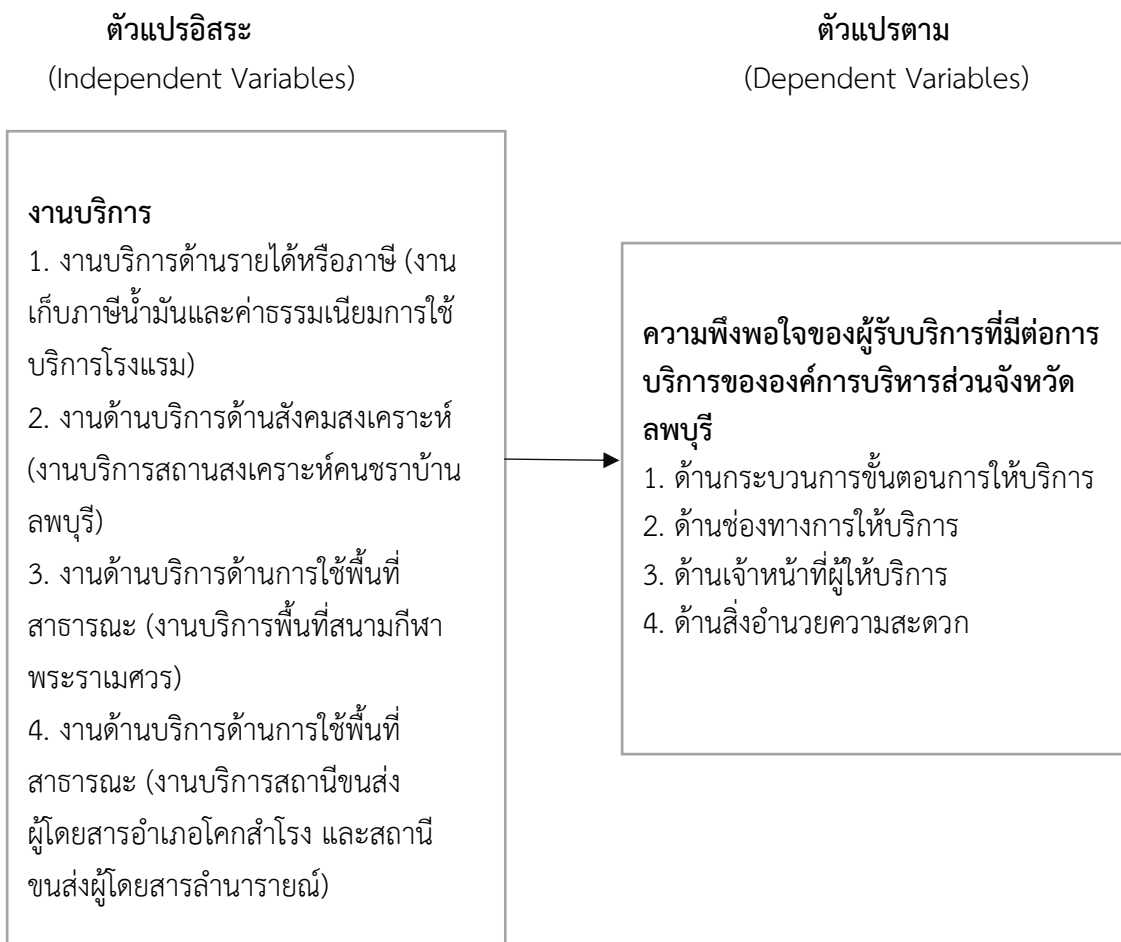 ตัวแปรอิสระ
(Independent Variables)
งานบริการ
1. งานบริการด้านรายได้หรือภาษี (งาน
เก็บภาษีน้ำมันและค่าธรรมเนียมการใช้
บริการโรงแรม)
2. งานด้านบริการด้านสังคมสงเคราะห์
(งานบริการสถานสงเคราะห์คนชราบ้าน
ลพบุรี)
3. งานด้านบริการด้านการใช้พื้นที่
สาธารณะ (งานบริการพื้นที่สนามกีฬา
พระราเมศวร)
4. งานด้านบริการด้านการใช้พื้นที่
สาธารณะ (งานบริการสถานีขนส่ง
ผู้โดยสารอำเภอโคกสำโรง และสถานี
ขนส่งผู้โดยสารลำนารายณ์)
ตัวแปรตาม
(Dependent Variables)
ความพึงพอใจของผู้รับบริการที่มีต่อการ
บริการขององค์การบริหารส่วนจังหวัด
ลพบุรี
1. ด้านกระบวนการขั้นตอนการให้บริการ
2. ด้านช่องทางการให้บริการ
3. ด้านเจ้าหน้าที่ผู้ให้บริการ
4. ด้านสิ่งอำนวยความสะดวก